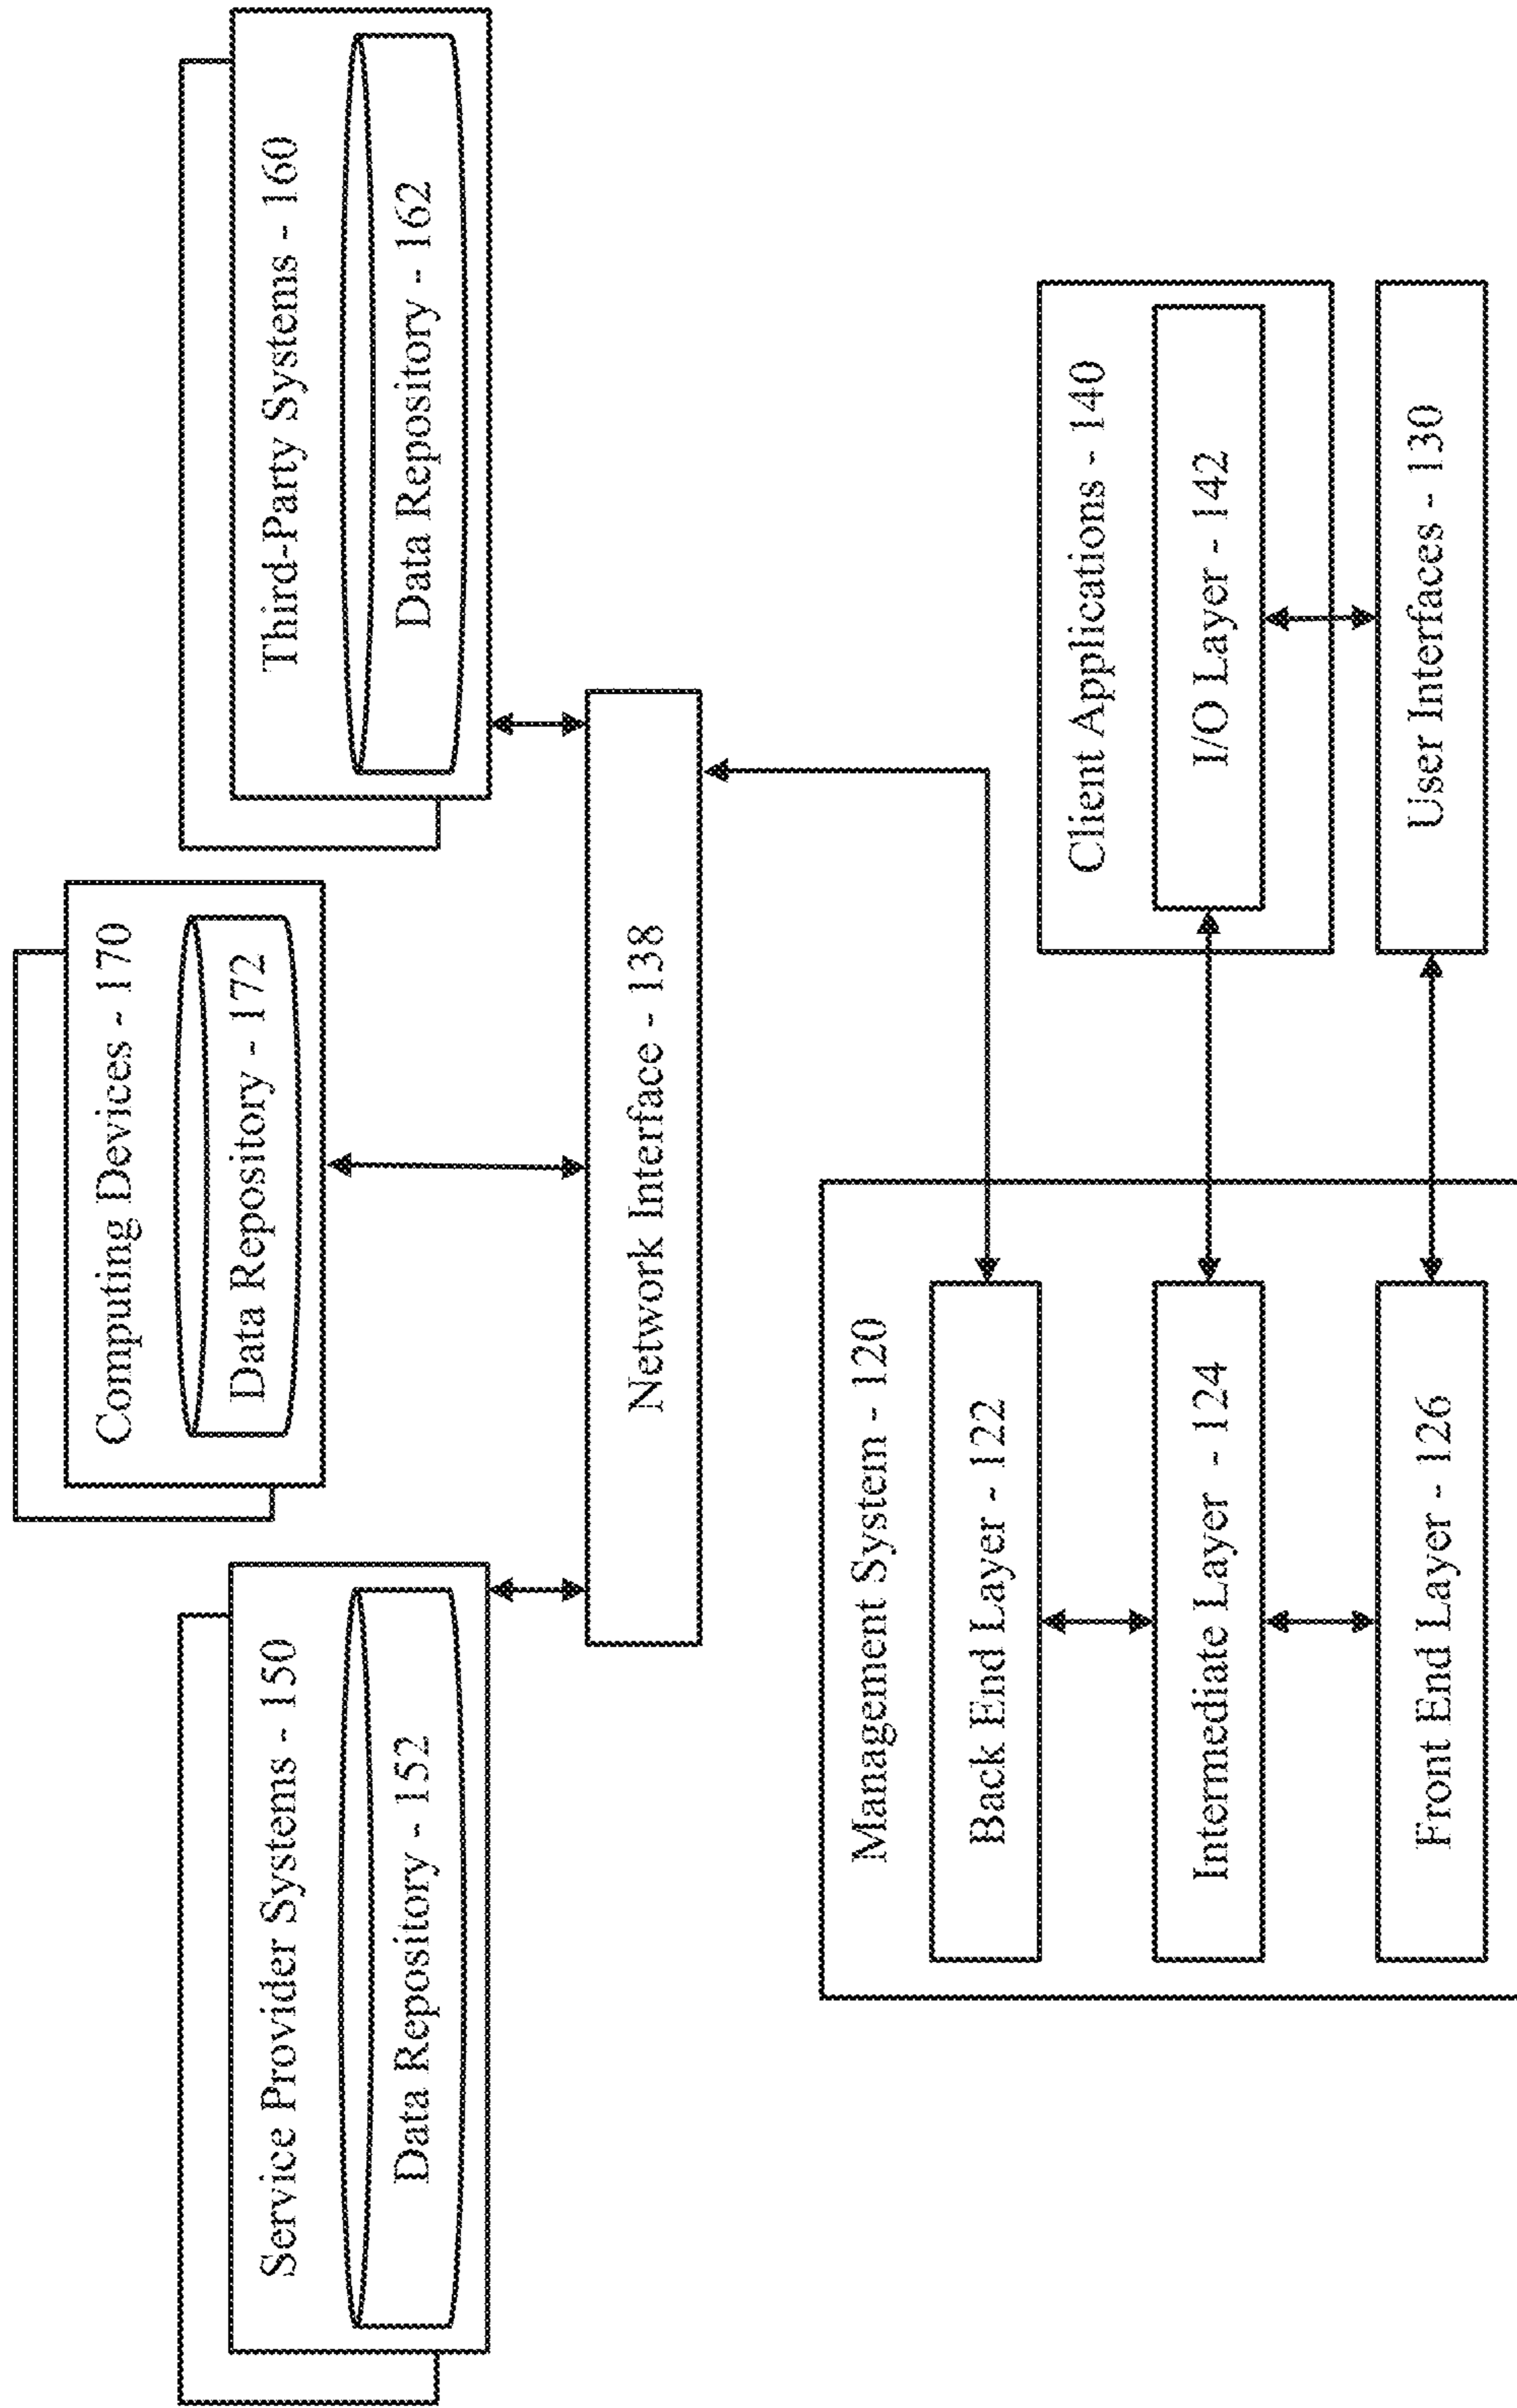 Computing Devices - 170
Data Repository - 172
Service Provider Systems - 150
Data Repository - 152
Third-Party Systems - 160
Data Repository - 162
Network Interface - 138
Management System - 120
Back End Layer - 122
Intermediate Layer - 124
Front End Layer - 126
Client Applications - 140
I/O Layer - 142
User Interfaces - 130